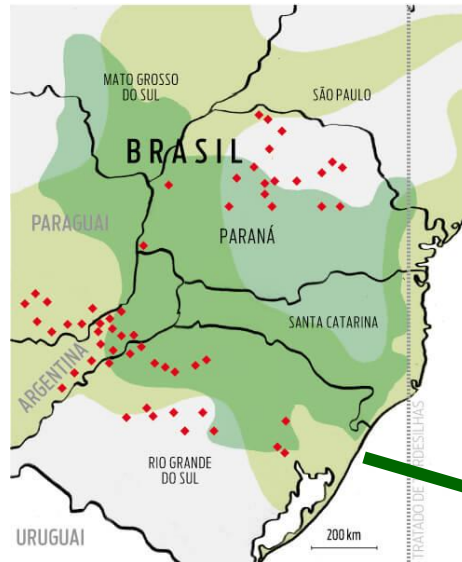 MATO GROSSO
DO SUL
SÃO PAULO
BRASIL
PARAGUAI
PARANÁ
SANTA CATARINA
ARGENTINA
RIO GRANDE
DO SUL
URUGUAI
200 km
TRATADO DE